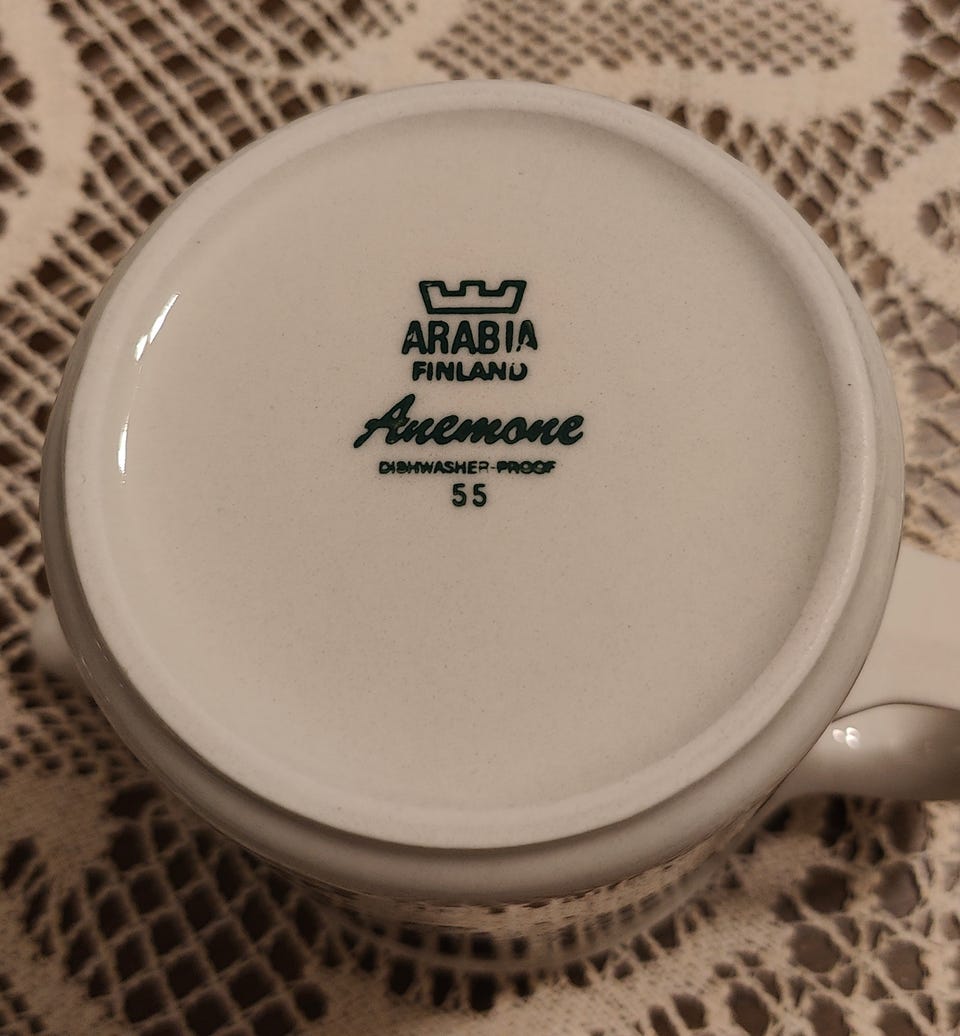 ARABIA
FINLAND
Anemone
DISHWASHER-PROOF
55